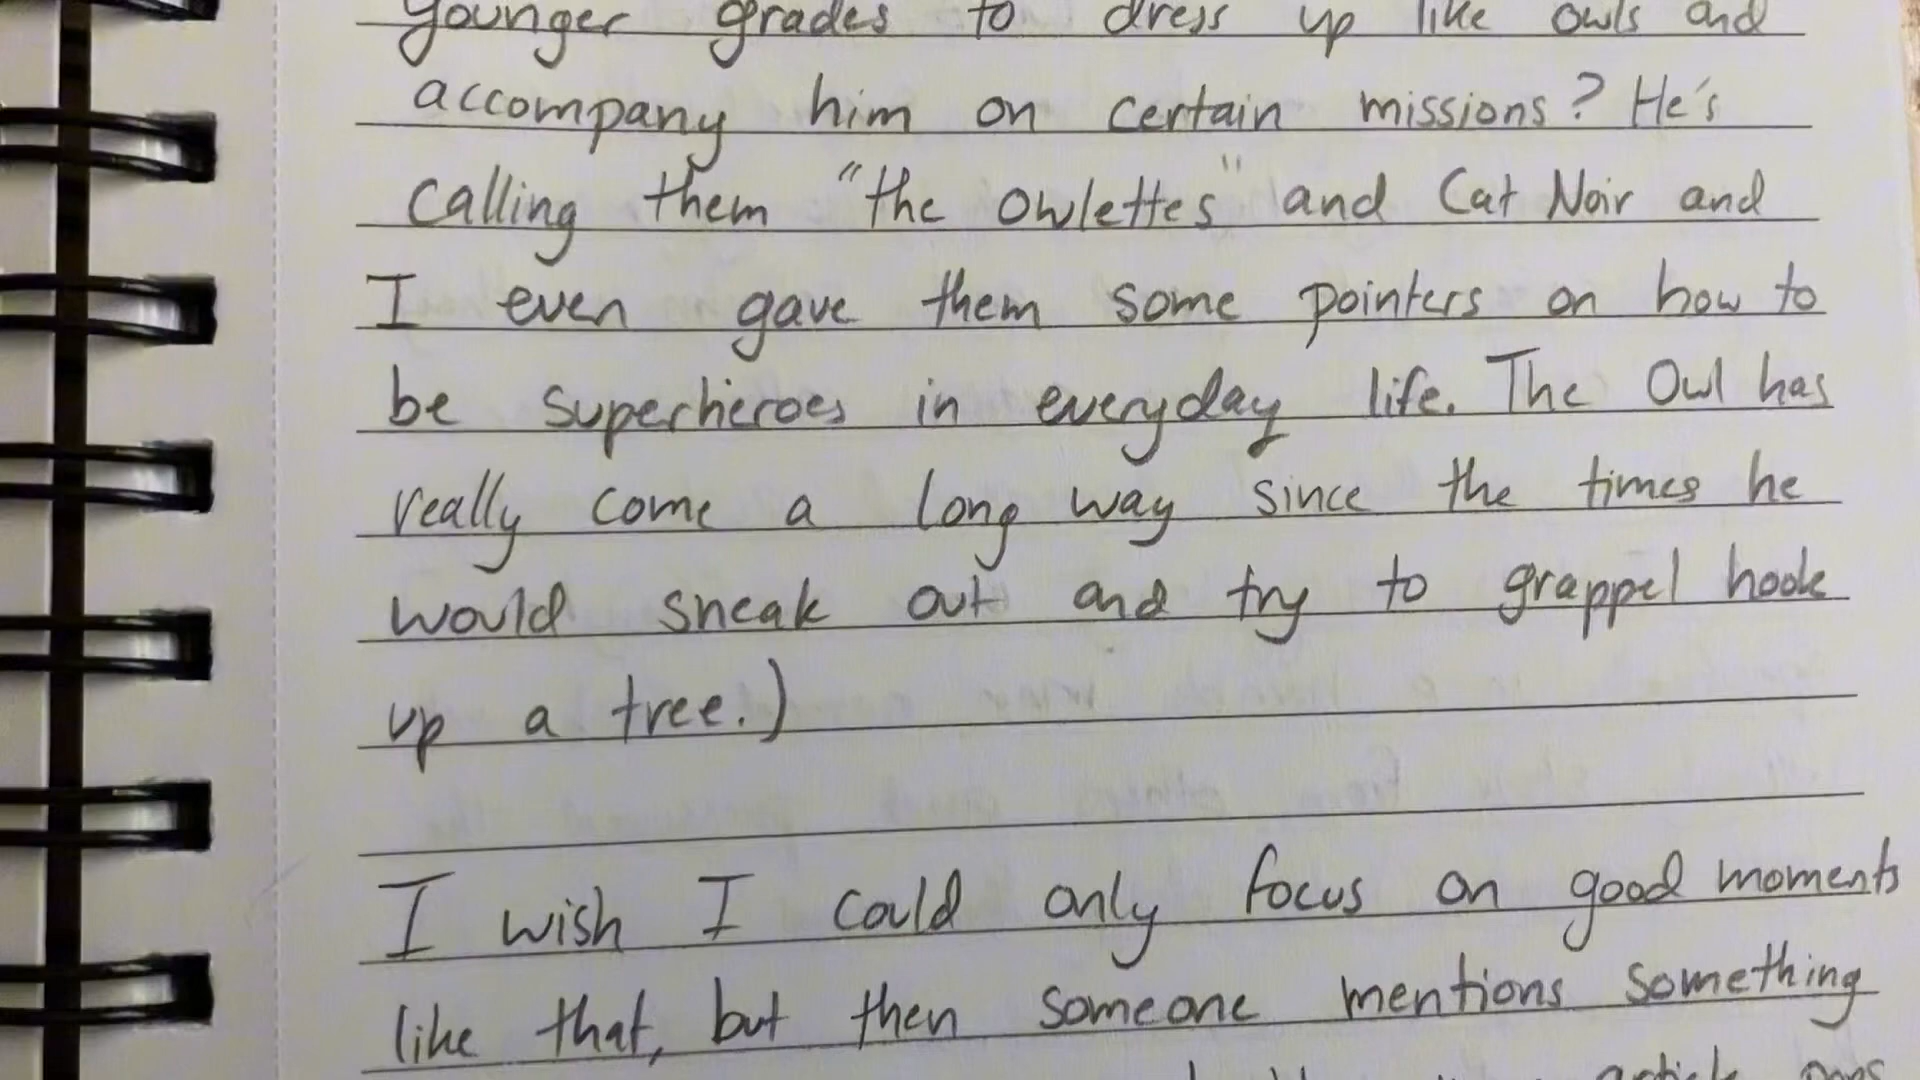 younger grades to dress up like owls and
accompany him on certain missions? He's
calling them "the owlettes" and Cat Noir and
I even gave them some pointers on how to
be superheroes in everyday life. The Owl has
really come a long way since the times he
would sneak out and try to grappel hook
up a tree.)
I wish I could only focus on good moments
like that, but then someone mentions something
article